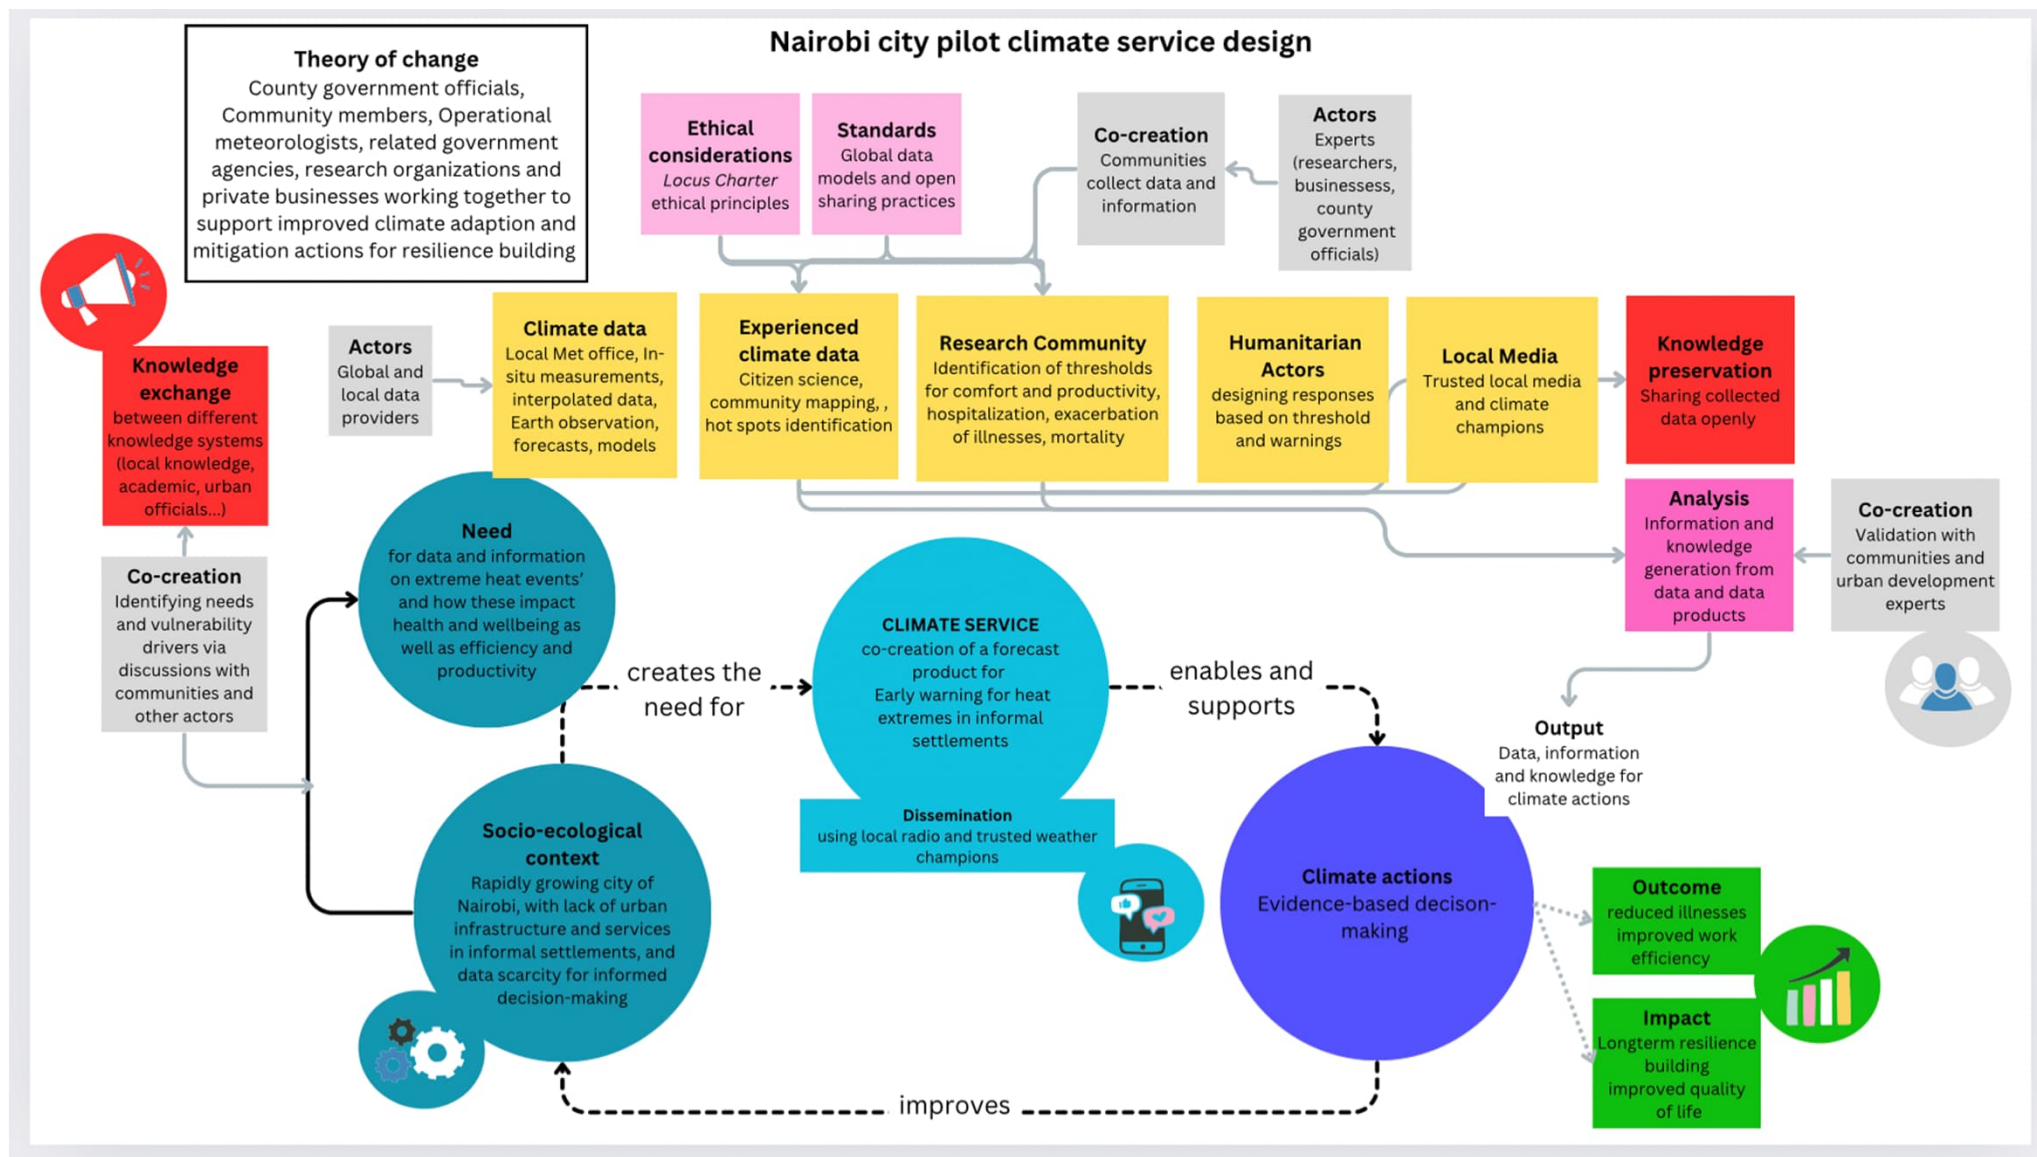 Nairobi city pilot climate service design
Theory of change
County government officials,
Community members, Operational
meteorologists, related government
agencies, research organizations and
private businesses working together to
support improved climate adaption and
mitigation actions for resilience building
Ethical
considerations
Locus Charter
ethical principles
Standards
Global data
models and open
sharing practices
Co-creation
Communities
collect data and
information
Actors
Experts
(researchers,
businessess,
county
government
officials)
Knowledge
exchange
between different
knowledge systems
(local knowledge,
academic, urban
officials...)
Actors
Global and
local data
providers
Climate data
Local Met office, In-
situ measurements,
interpolated data,
Earth observation,
forecasts, models
Experienced
climate data
Citizen science,
community mapping, ,
hot spots identification
Research Community
Identification of thresholds
for comfort and productivity,
hospitalization, exacerbation
of illnesses, mortality
Humanitarian
Actors
designing responses
based on threshold
and warnings
Local Media
Trusted local media
and climate
champions
Knowledge
preservation
Sharing collected
data openly
Co-creation
Identifying needs
and vulnerability
drivers via
discussions with
communities and
other actors
Need
for data and information
on extreme heat events'
and how these impact
health and wellbeing as
well as efficiency and
productivity
creates the
need for
CLIMATE SERVICE
co-creation of a forecast
product for
Early warning for heat
extremes in informal
settlements
Dissemination
using local radio and trusted weather
champions
enables and
supports
Analysis
Information and
knowledge
generation from
data and data
products
Co-creation
Validation with
communities and
urban development
experts
Output
Data, information
and knowledge for
climate actions
Socio-ecological
context
Rapidly growing city of
Nairobi, with lack of urban
infrastructure and services
in informal settlements, and
data scarcity for informed
decision-making
Climate actions
Evidence-based decison-
making
Outcome
reduced illnesses
improved work
efficiency
Impact
Longterm resilience
building
improved quality
of life
improves